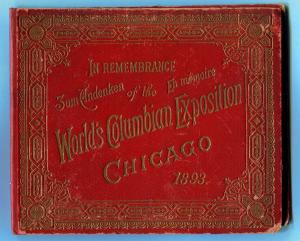 In Remembrance
Zum Andenken of the En mémoire
World's Columbian Exposition
Chicago
1893.